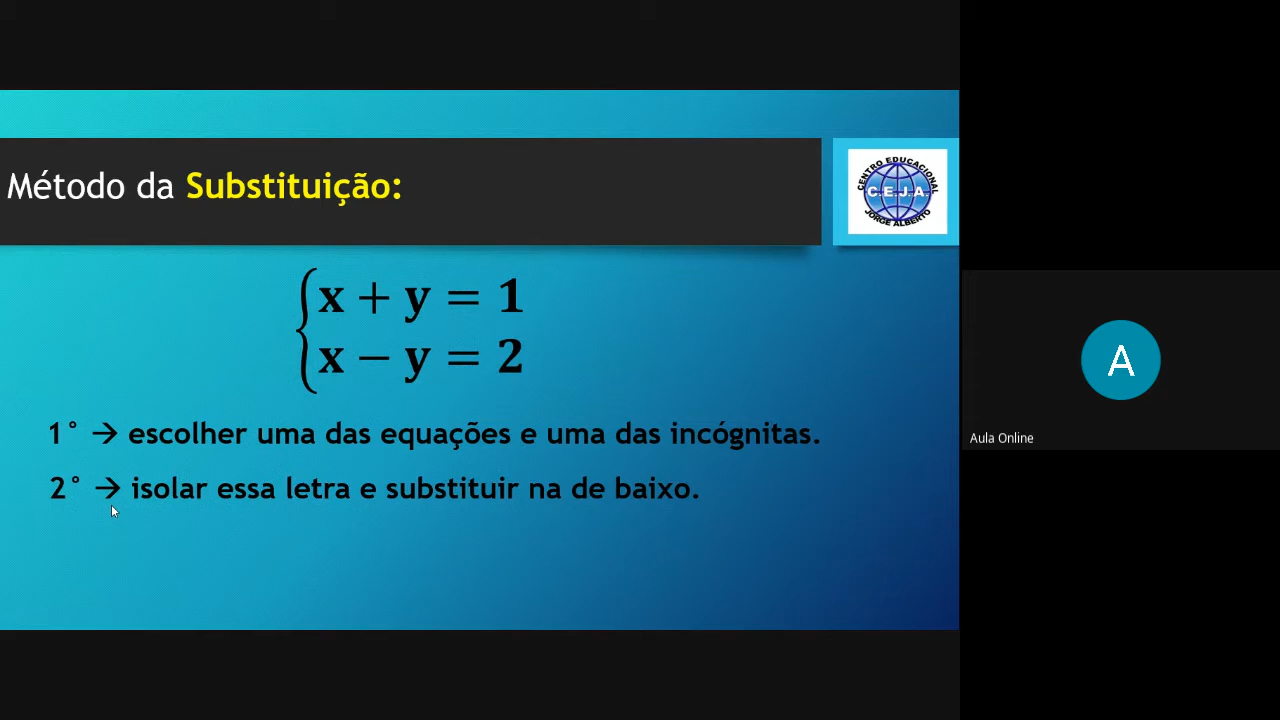 Método da Substituição:
CENTRO EDUCACIONAL
C.E.J.A.
JORGE ALBERTO
x + y = 1
x − y = 2
1° → escolher uma das equações e uma das incógnitas.
2° → isolar essa letra e substituir na de baixo.
A
Aula Online